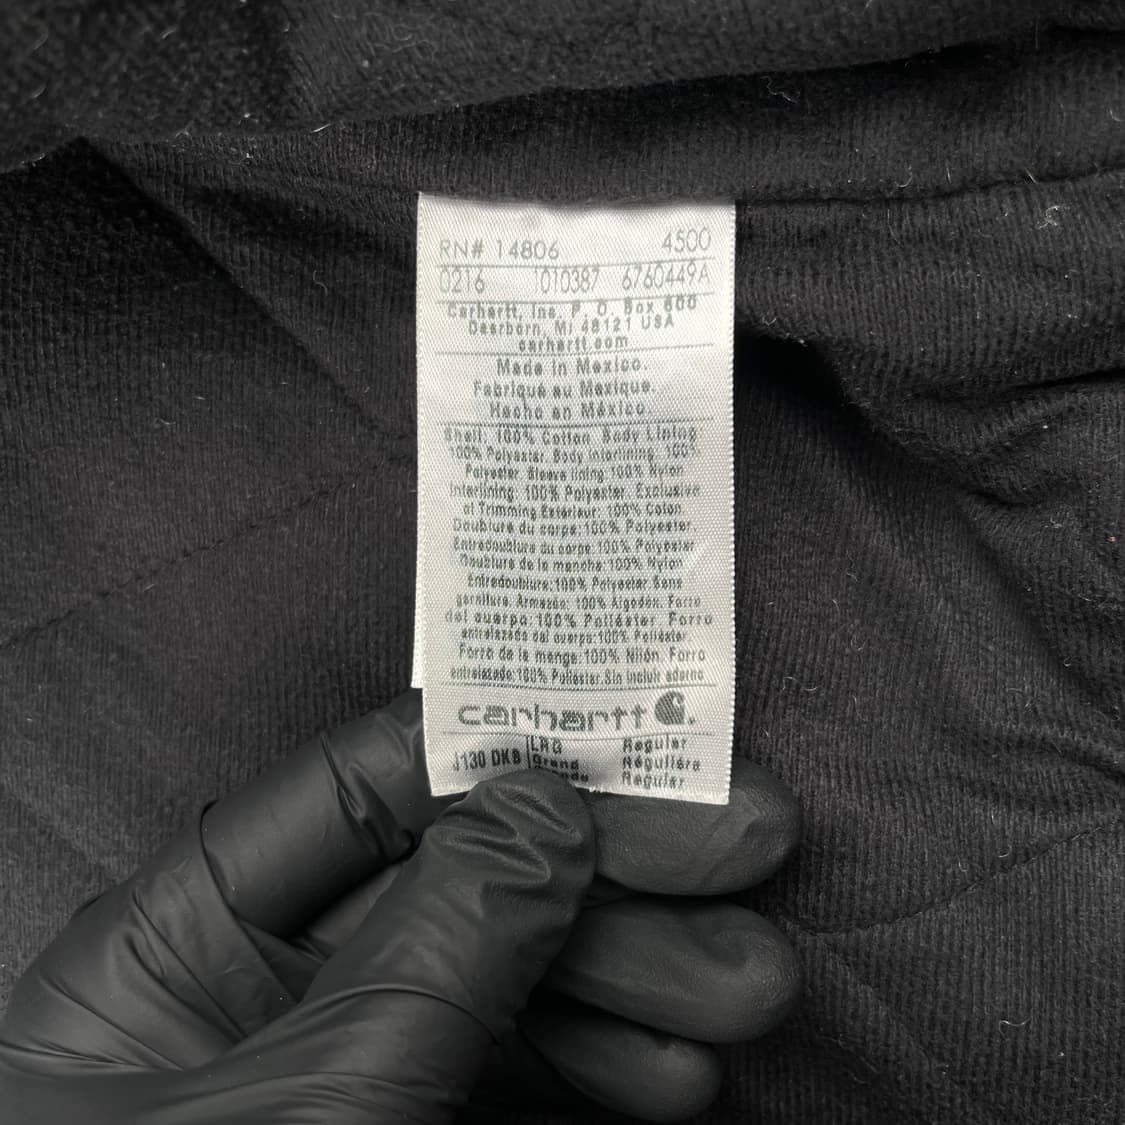 RN# 14806 4500
0216 1010387 6760449A
Carhartt, Inc. P. O. Box 600
Dearborn, MI 48121 USA
carhartt.com
Made in Mexico.
Fabriqué au Mexique.
Hecho en México.
Shell: 100% Cotton. Body Lining
100% Polyester. Body Interlining: 100%
Polyester Sleeve lining: 100% Nylon
Interlining: 100% Polyester. Exclusive
of Trimming Extérieur: 100% Coton
Doublure du corps:100% Polyester
Entredoublure du corps:100% Polyester
Doublure de la manche:100% Nylon
Entredoublure:100% Polyester Sans
garniture. Armazón: 100% Algodon. Forro
del cuerpo:100% Poliéster. Forro
entrelazado del cuerpo:100% Poliéster
Forro de la manga:100% Nilón. Forro
entrelazado:100% Poliéster.Sin incluir adorno
carhartt
J130 DKB LRG Regular
Grand Régulière
Regular